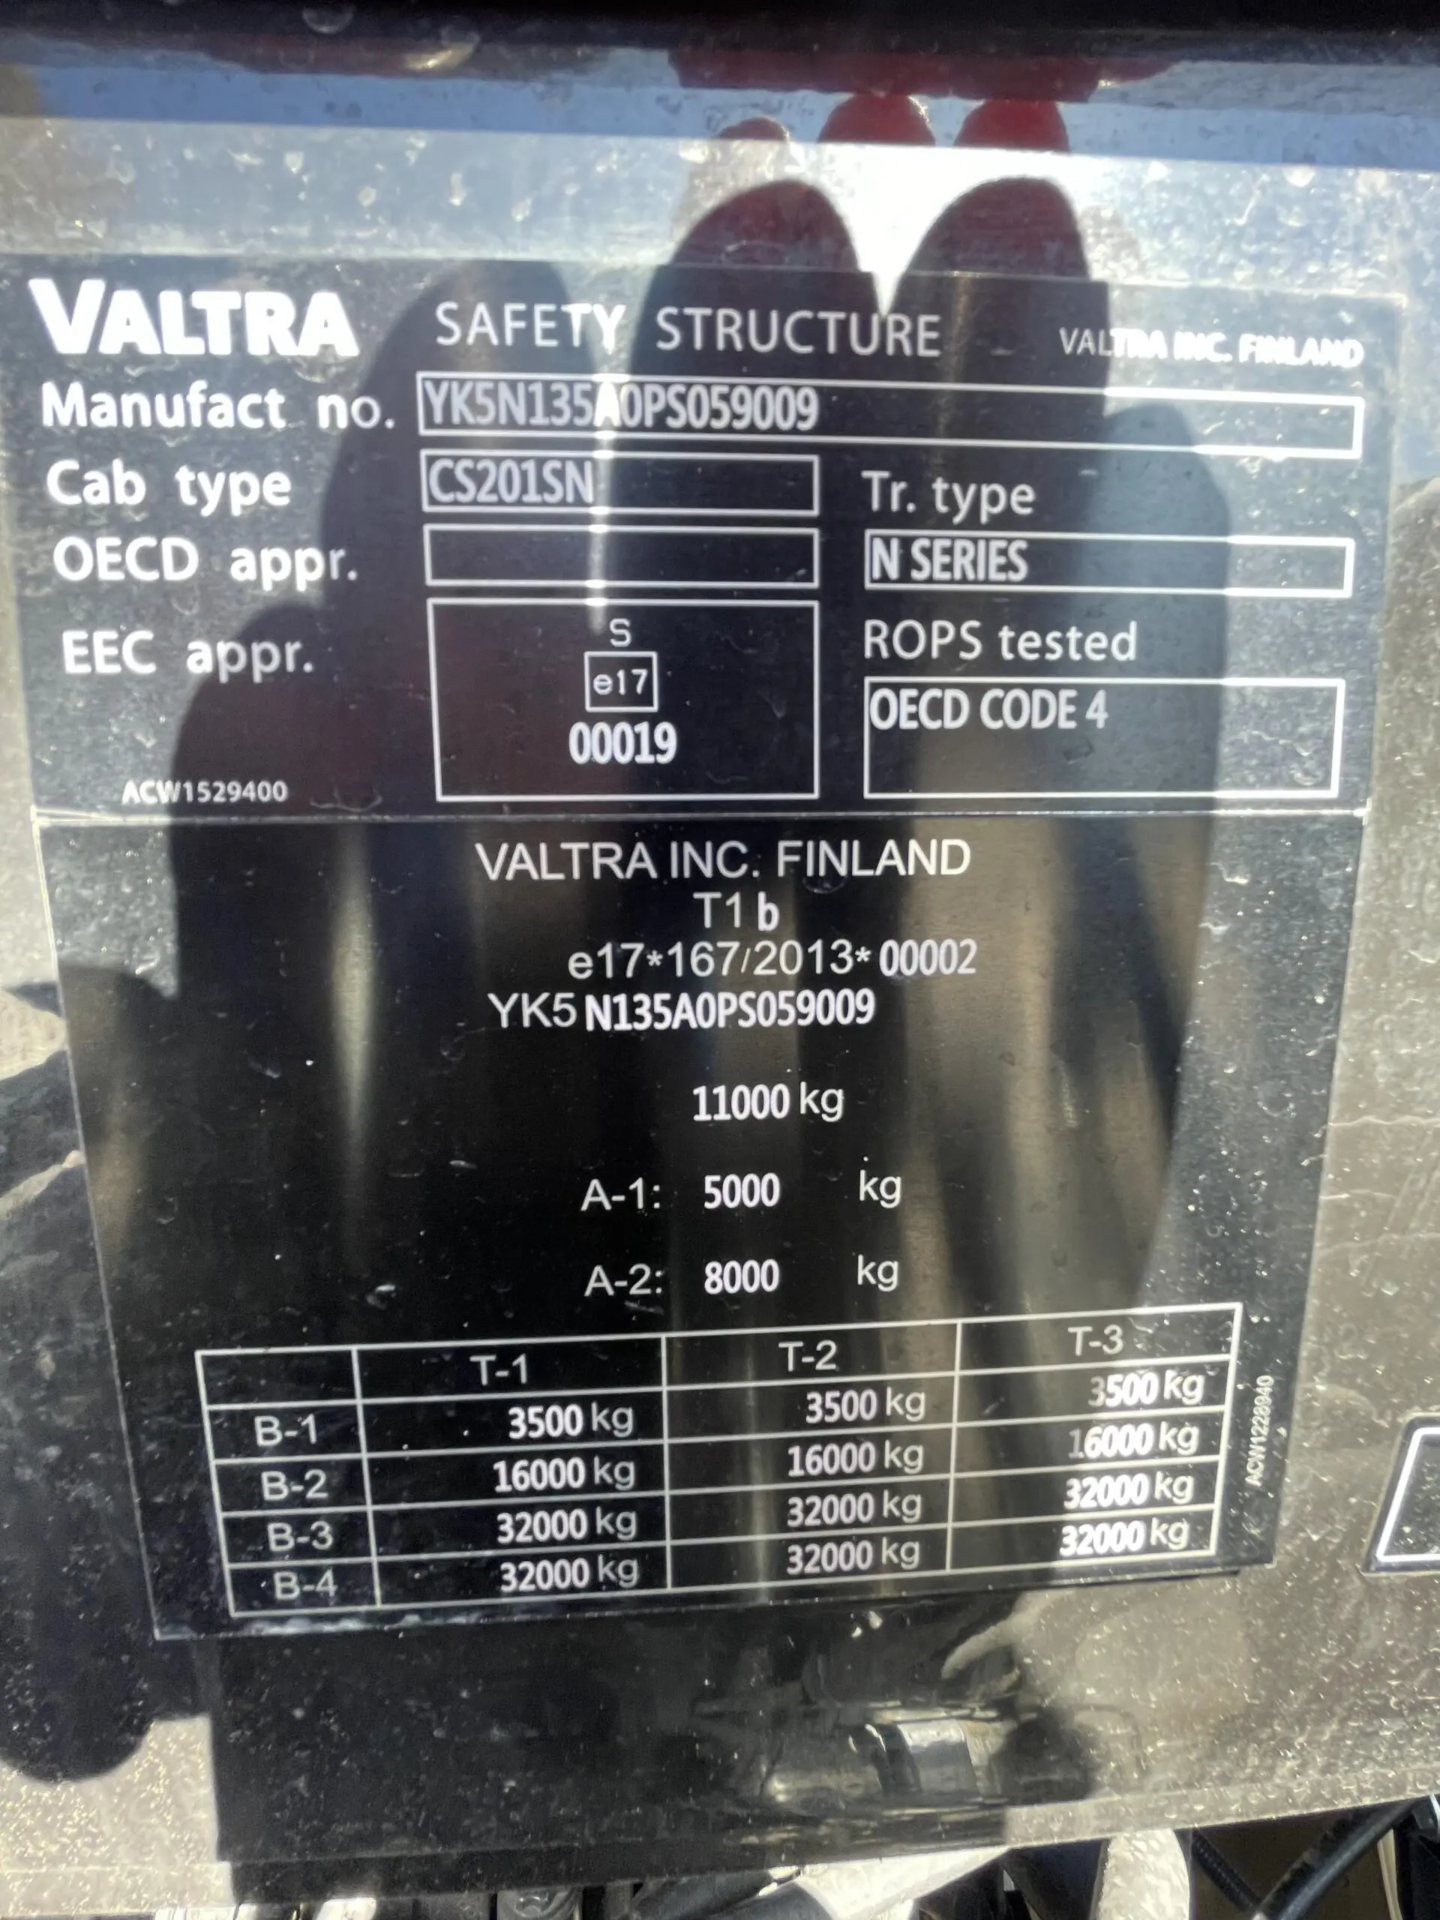 VALTRA SAFETY STRUCTURE VALTRA INC. FINLAND
Manufact no. YK5N135A0PS059009
Cab type CS201SN Tr. type
OECD appr. N SERIES
EEC appr. S ROPS tested
e17 OECD CODE 4
00019
ACW1529400
VALTRA INC. FINLAND
T1 b
e17*167/2013* 00002
YK5 N135A0PS059009
11000 kg
A-1: 5000 kg
A-2: 8000 kg
T-1 T-2 T-3
B-1 3500 kg 3500 kg 3500 kg
B-2 16000 kg 16000 kg 16000 kg
B-3 32000 kg 32000 kg 32000 kg
B-4 32000 kg 32000 kg 32000 kg
ACW1226940